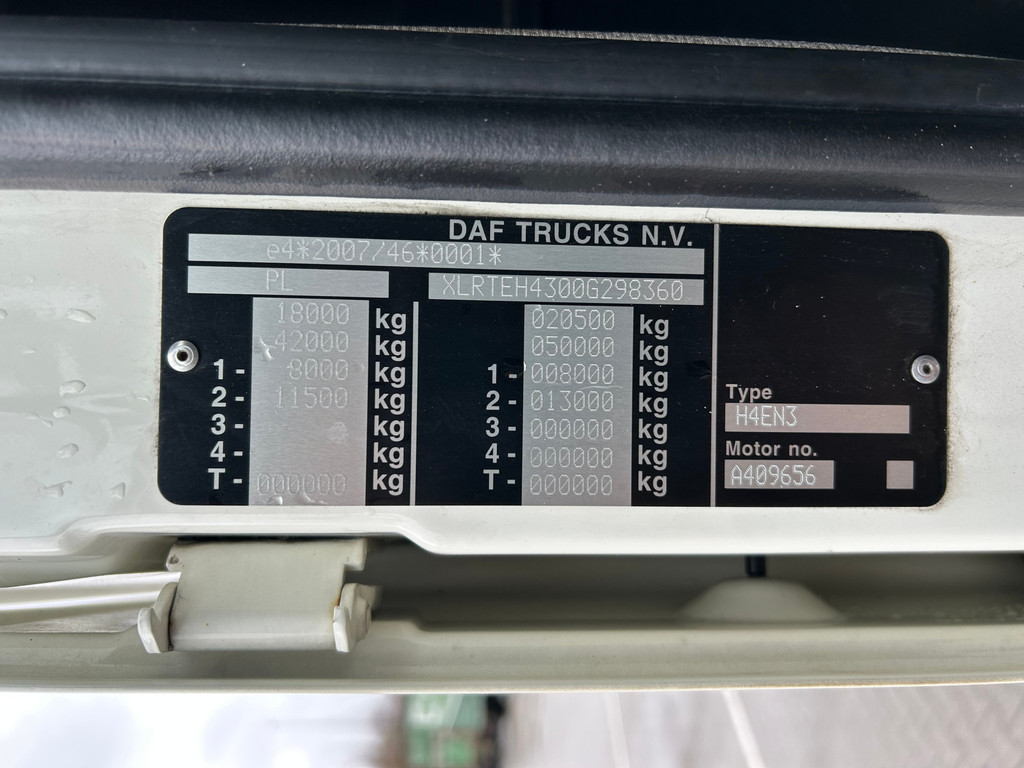 DAF TRUCKS N.V.
e4*2007/46*0001*
PL XLRTEH4300G298360
18000 kg 020500 kg
42000 kg 050000 kg
1- 8000 kg 1- 008000 kg
2- 11500 kg 2- 013000 kg
3- kg 3- 000000 kg
4- kg 4- 000000 kg
T- 000000 kg T- 000000 kg
Type
H4EN3
Motor no.
A409656